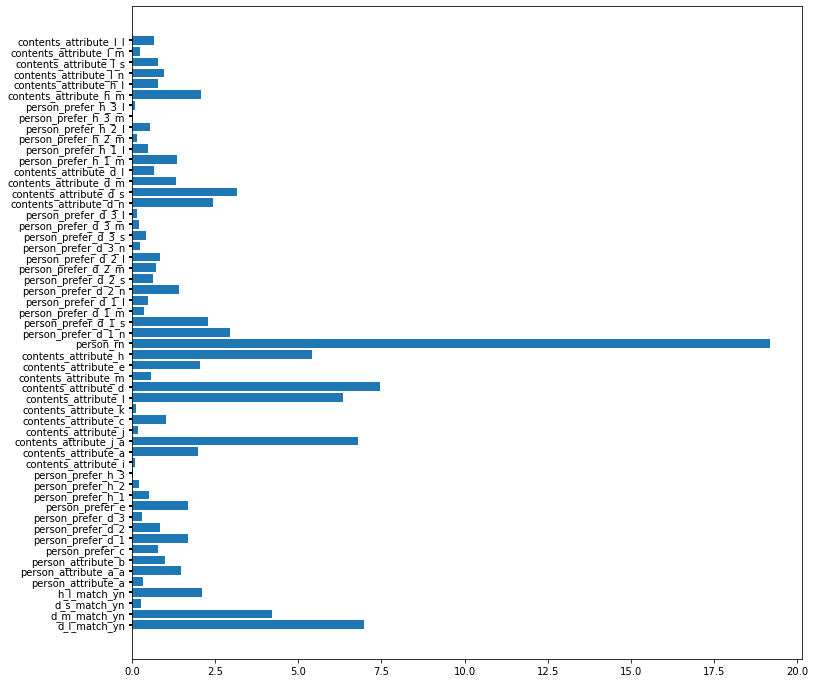 contents_attribute_l_l
contents_attribute_l_m
contents_attribute_l_s
contents_attribute_l_n
contents_attribute_h_l
contents_attribute_h_m
person_prefer_h_3_l
person_prefer_h_3_m
person_prefer_h_2_l
person_prefer_h_2_m
person_prefer_h_1_l
person_prefer_h_1_m
contents_attribute_d_l
contents_attribute_d_m
contents_attribute_d_s
contents_attribute_d_n
person_prefer_d_3_l
person_prefer_d_3_m
person_prefer_d_3_s
person_prefer_d_3_n
person_prefer_d_2_l
person_prefer_d_2_m
person_prefer_d_2_s
person_prefer_d_2_n
person_prefer_d_1_l
person_prefer_d_1_m
person_prefer_d_1_s
person_prefer_d_1_n
person_rn
contents_attribute_h
contents_attribute_e
contents_attribute_m
contents_attribute_d
contents_attribute_l
contents_attribute_k
contents_attribute_c
contents_attribute_j
contents_attribute_j_a
contents_attribute_a
contents_attribute_i
person_prefer_h_3
person_prefer_h_2
person_prefer_h_1
person_prefer_e
person_prefer_d_3
person_prefer_d_2
person_prefer_d_1
person_prefer_c
person_attribute_b
person_attribute_a_a
person_attribute_a
h_l_match_yn
d_s_match_yn
d_m_match_yn
d_l_match_yn
0.0 2.5 5.0 7.5 10.0 12.5 15.0 17.5 20.0